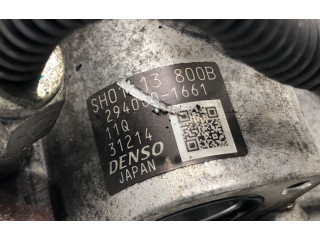 SH01 13 800B
294000-1661
11Q
31214
DENSO
JAPAN